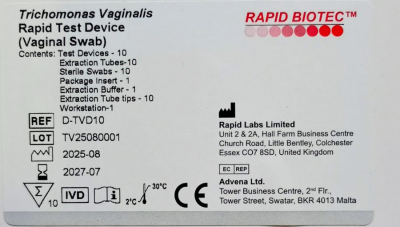 Trichomonas Vaginalis
Rapid Test Device
(Vaginal Swab)
RAPID BIOTEC™
Contents: Test Devices - 10
Extraction Tubes-10
Sterile Swabs - 10
Package Insert - 1
Extraction Buffer - 1
Extraction Tube tips - 10
Workstation-1
REF D-TVD10
LOT TV25080001
2025-08
2027-07
Σ 10 IVD i 2°C 30°C CE
Rapid Labs Limited
Unit 2 & 2A, Hall Farm Business Centre
Church Road, Little Bentley, Colchester
Essex CO7 8SD, United Kingdom
EC REP
Advena Ltd.
Tower Business Centre, 2nd Flr.,
Tower Street, Swatar, BKR 4013 Malta